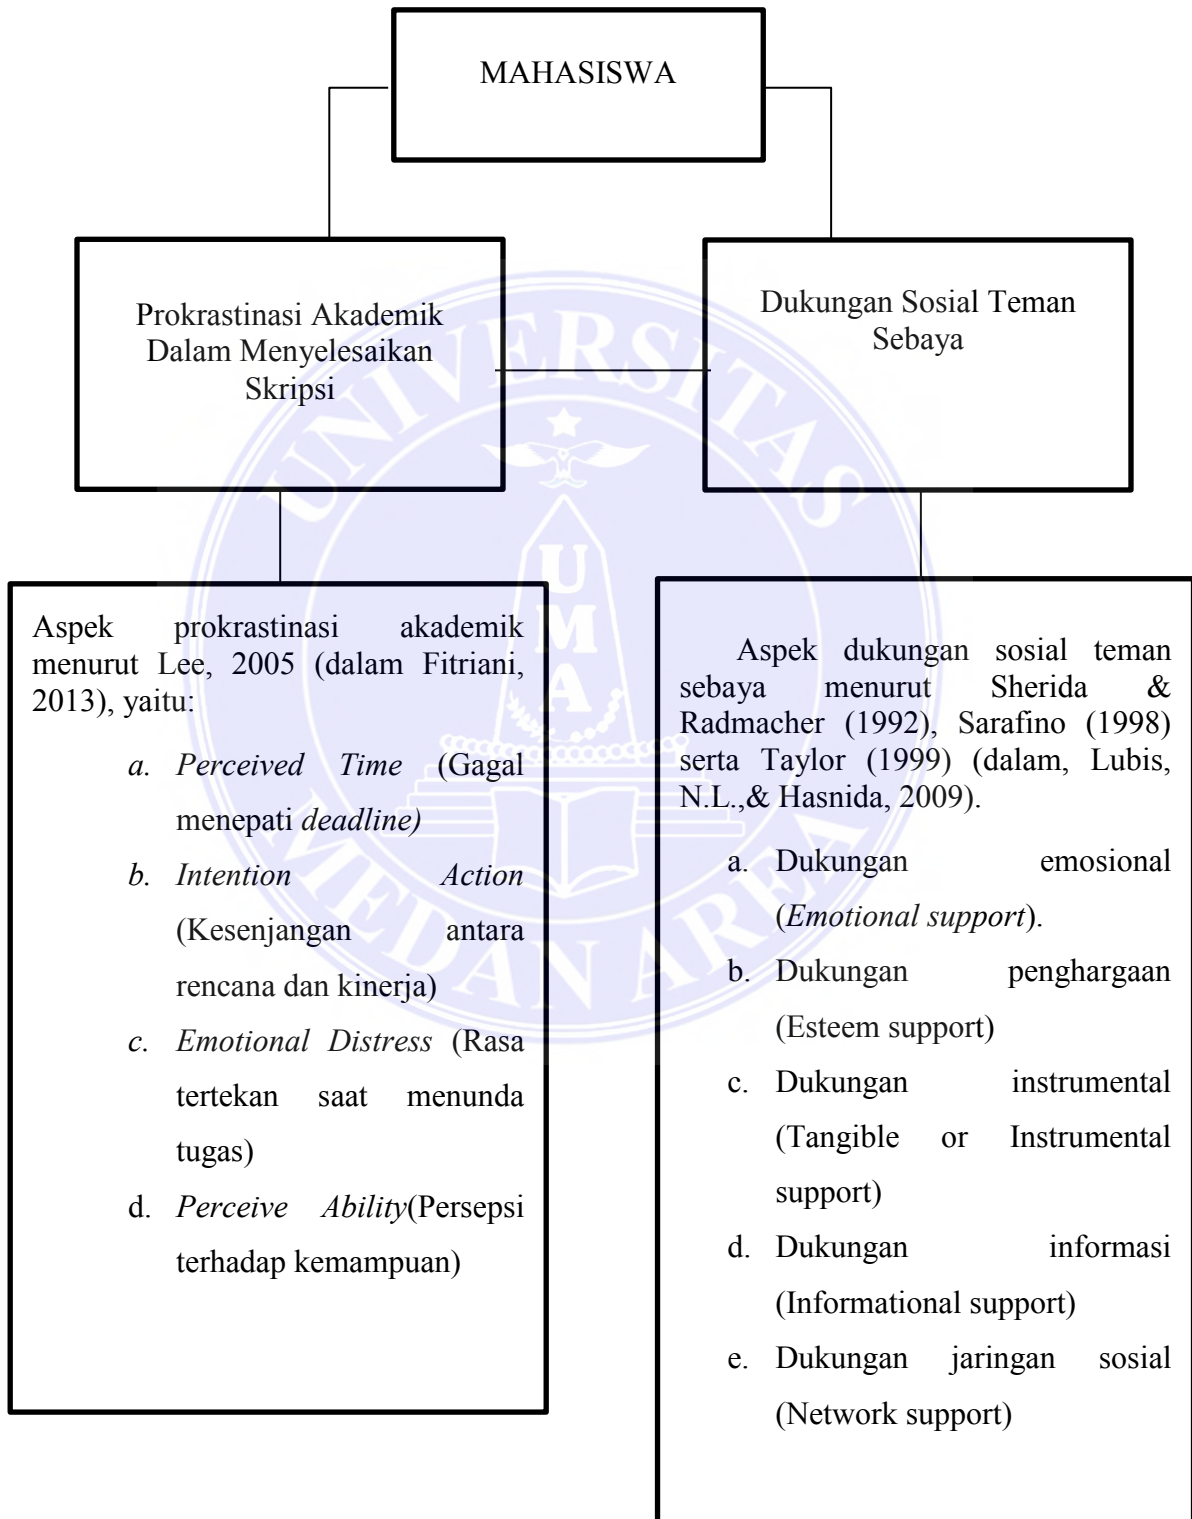 MAHASISWA
Prokrastinasi Akademik
Dalam Menyelesaikan
Skripsi
Dukungan Sosial Teman
Sebaya
Aspek prokrastinasi akademik
menurut Lee, 2005 (dalam Fitriani,
2013), yaitu:
a. Perceived Time (Gagal
menepati deadline)
b. Intention Action
(Kesenjangan antara
rencana dan kinerja)
c. Emotional Distress (Rasa
tertekan saat menunda
tugas)
d. Perceive Ability(Persepsi
terhadap kemampuan)
Aspek dukungan sosial teman
sebaya menurut Sherida &
Radmacher (1992), Sarafino (1998)
serta Taylor (1999) (dalam, Lubis,
N.L.,& Hasnida, 2009).
a. Dukungan emosional
(Emotional support).
b. Dukungan penghargaan
(Esteem support)
c. Dukungan instrumental
(Tangible or Instrumental
support)
d. Dukungan informasi
(Informational support)
e. Dukungan jaringan sosial
(Network support)
UNIVERSITAS
UMA
MEDAN AREA